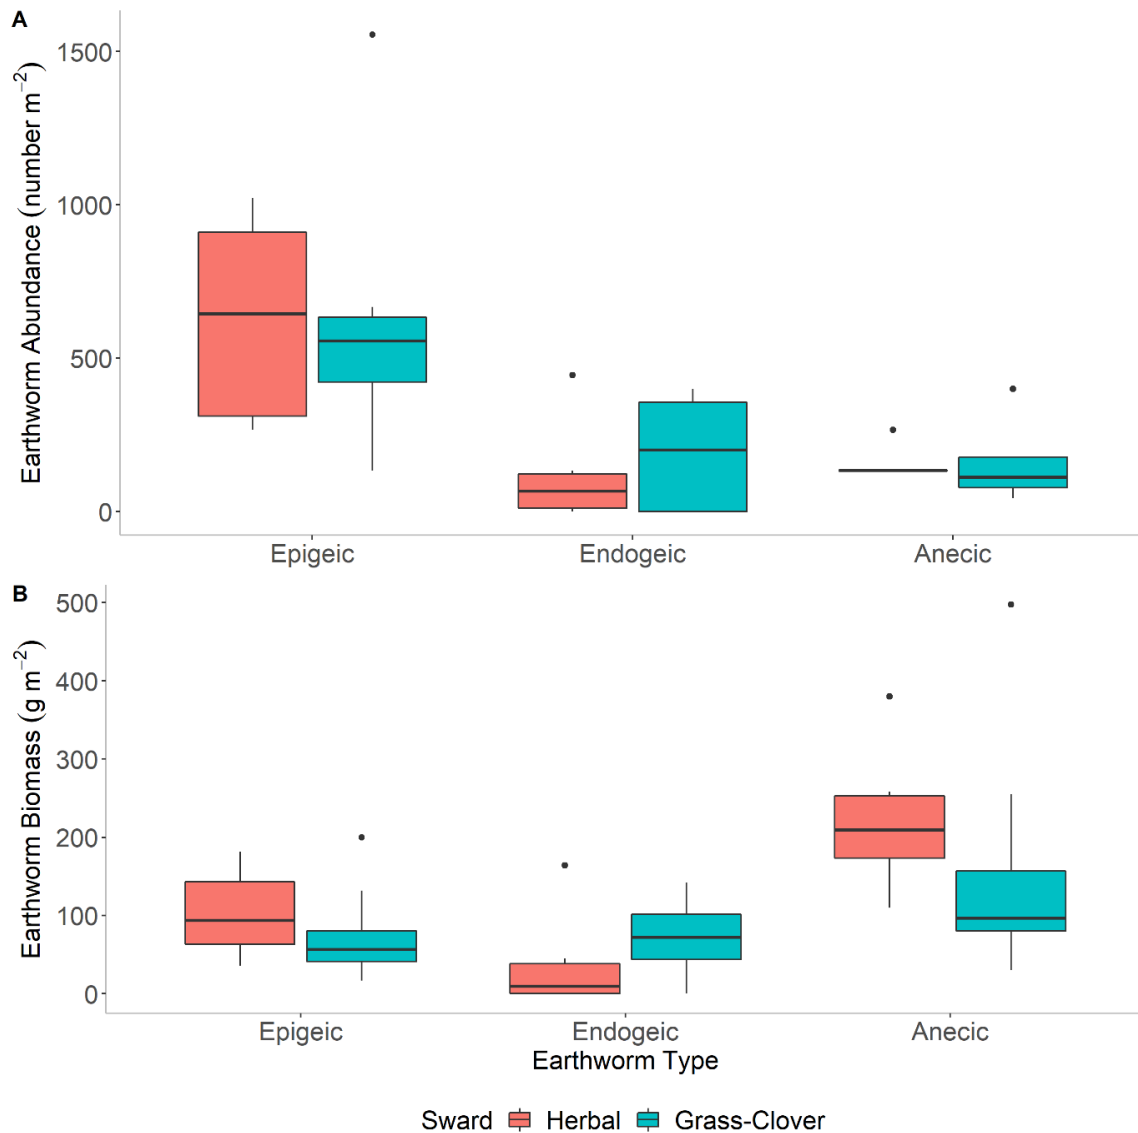 A
Earthworm Abundance (number m⁻²)
1500
1000
500
0
Epigeic Endogeic Anecic
B
Earthworm Biomass (g m⁻²)
500
400
300
200
100
0
Epigeic Endogeic Anecic
Earthworm Type
Sward Herbal Grass-Clover